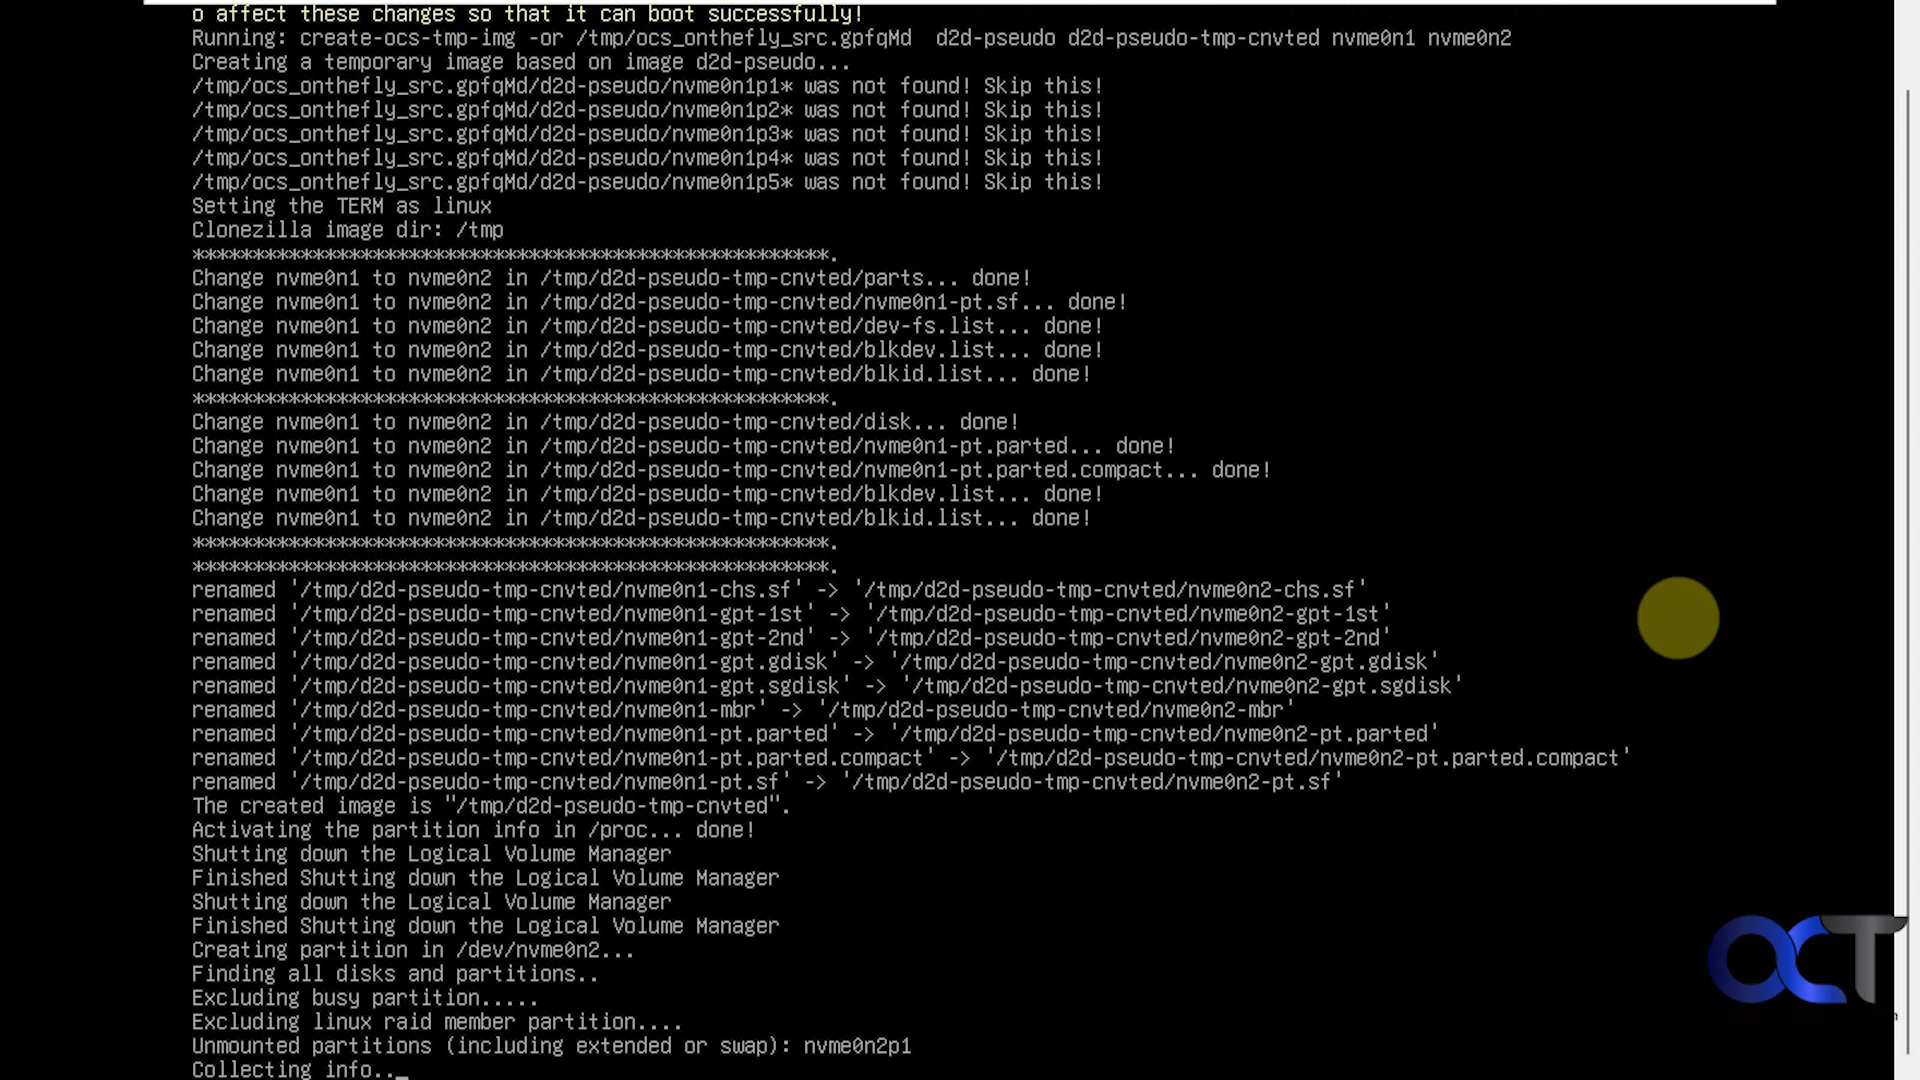 o affect these changes so that it can boot successfully!
Running: create-ocs-tmp-img -or /tmp/ocs_onthefly_src.gpfqMd  d2d-pseudo d2d-pseudo-tmp-cnvted nvme0n1 nvme0n2
Creating a temporary image based on image d2d-pseudo...
/tmp/ocs_onthefly_src.gpfqMd/d2d-pseudo/nvme0n1p1* was not found! Skip this!
/tmp/ocs_onthefly_src.gpfqMd/d2d-pseudo/nvme0n1p2* was not found! Skip this!
/tmp/ocs_onthefly_src.gpfqMd/d2d-pseudo/nvme0n1p3* was not found! Skip this!
/tmp/ocs_onthefly_src.gpfqMd/d2d-pseudo/nvme0n1p4* was not found! Skip this!
/tmp/ocs_onthefly_src.gpfqMd/d2d-pseudo/nvme0n1p5* was not found! Skip this!
Setting the TERM as linux
Clonezilla image dir: /tmp
*****************************************************.
Change nvme0n1 to nvme0n2 in /tmp/d2d-pseudo-tmp-cnvted/parts... done!
Change nvme0n1 to nvme0n2 in /tmp/d2d-pseudo-tmp-cnvted/nvme0n1-pt.sf... done!
Change nvme0n1 to nvme0n2 in /tmp/d2d-pseudo-tmp-cnvted/dev-fs.list... done!
Change nvme0n1 to nvme0n2 in /tmp/d2d-pseudo-tmp-cnvted/blkdev.list... done!
Change nvme0n1 to nvme0n2 in /tmp/d2d-pseudo-tmp-cnvted/blkid.list... done!
*****************************************************.
Change nvme0n1 to nvme0n2 in /tmp/d2d-pseudo-tmp-cnvted/disk... done!
Change nvme0n1 to nvme0n2 in /tmp/d2d-pseudo-tmp-cnvted/nvme0n1-pt.parted... done!
Change nvme0n1 to nvme0n2 in /tmp/d2d-pseudo-tmp-cnvted/nvme0n1-pt.parted.compact... done!
Change nvme0n1 to nvme0n2 in /tmp/d2d-pseudo-tmp-cnvted/blkdev.list... done!
Change nvme0n1 to nvme0n2 in /tmp/d2d-pseudo-tmp-cnvted/blkid.list... done!
*****************************************************.
*****************************************************.
renamed '/tmp/d2d-pseudo-tmp-cnvted/nvme0n1-chs.sf' -> '/tmp/d2d-pseudo-tmp-cnvted/nvme0n2-chs.sf'
renamed '/tmp/d2d-pseudo-tmp-cnvted/nvme0n1-gpt-1st' -> '/tmp/d2d-pseudo-tmp-cnvted/nvme0n2-gpt-1st'
renamed '/tmp/d2d-pseudo-tmp-cnvted/nvme0n1-gpt-2nd' -> '/tmp/d2d-pseudo-tmp-cnvted/nvme0n2-gpt-2nd'
renamed '/tmp/d2d-pseudo-tmp-cnvted/nvme0n1-gpt.gdisk' -> '/tmp/d2d-pseudo-tmp-cnvted/nvme0n2-gpt.gdisk'
renamed '/tmp/d2d-pseudo-tmp-cnvted/nvme0n1-gpt.sgdisk' -> '/tmp/d2d-pseudo-tmp-cnvted/nvme0n2-gpt.sgdisk'
renamed '/tmp/d2d-pseudo-tmp-cnvted/nvme0n1-mbr' -> '/tmp/d2d-pseudo-tmp-cnvted/nvme0n2-mbr'
renamed '/tmp/d2d-pseudo-tmp-cnvted/nvme0n1-pt.parted' -> '/tmp/d2d-pseudo-tmp-cnvted/nvme0n2-pt.parted'
renamed '/tmp/d2d-pseudo-tmp-cnvted/nvme0n1-pt.parted.compact' -> '/tmp/d2d-pseudo-tmp-cnvted/nvme0n2-pt.parted.compact'
renamed '/tmp/d2d-pseudo-tmp-cnvted/nvme0n1-pt.sf' -> '/tmp/d2d-pseudo-tmp-cnvted/nvme0n2-pt.sf'
The created image is "/tmp/d2d-pseudo-tmp-cnvted".
Activating the partition info in /proc... done!
Shutting down the Logical Volume Manager
Finished Shutting down the Logical Volume Manager
Shutting down the Logical Volume Manager
Finished Shutting down the Logical Volume Manager
Creating partition in /dev/nvme0n2...
Finding all disks and partitions..
Excluding busy partition.....
Excluding linux raid member partition....
Unmounted partitions (including extended or swap): nvme0n2p1
Collecting info.._
OCT